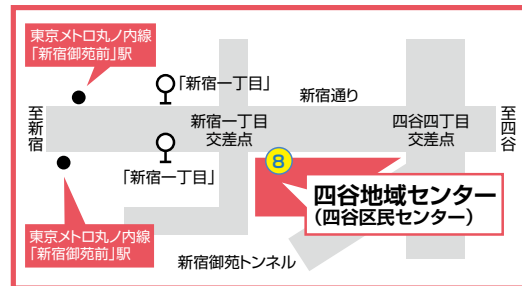 東京メトロ丸ノ内線
「新宿御苑前」駅
「新宿一丁目」
新宿通り
至新宿
新宿一丁目
交差点
四谷四丁目
交差点
至四谷
8
「新宿一丁目」
四谷地域センター
(四谷区民センター)
東京メトロ丸ノ内線
「新宿御苑前」駅
新宿御苑トンネル